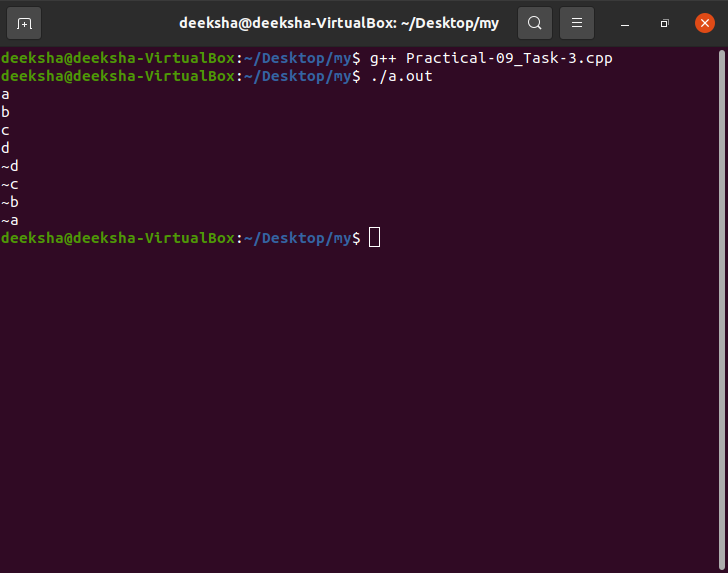 deeksha@deeksha-VirtualBox: ~/Desktop/my
deeksha@deeksha-VirtualBox:~/Desktop/my$ g++ Practical-09_Task-3.cpp
deeksha@deeksha-VirtualBox:~/Desktop/my$ ./a.out
a
b
c
d
~d
~c
~b
~a
deeksha@deeksha-VirtualBox:~/Desktop/my$